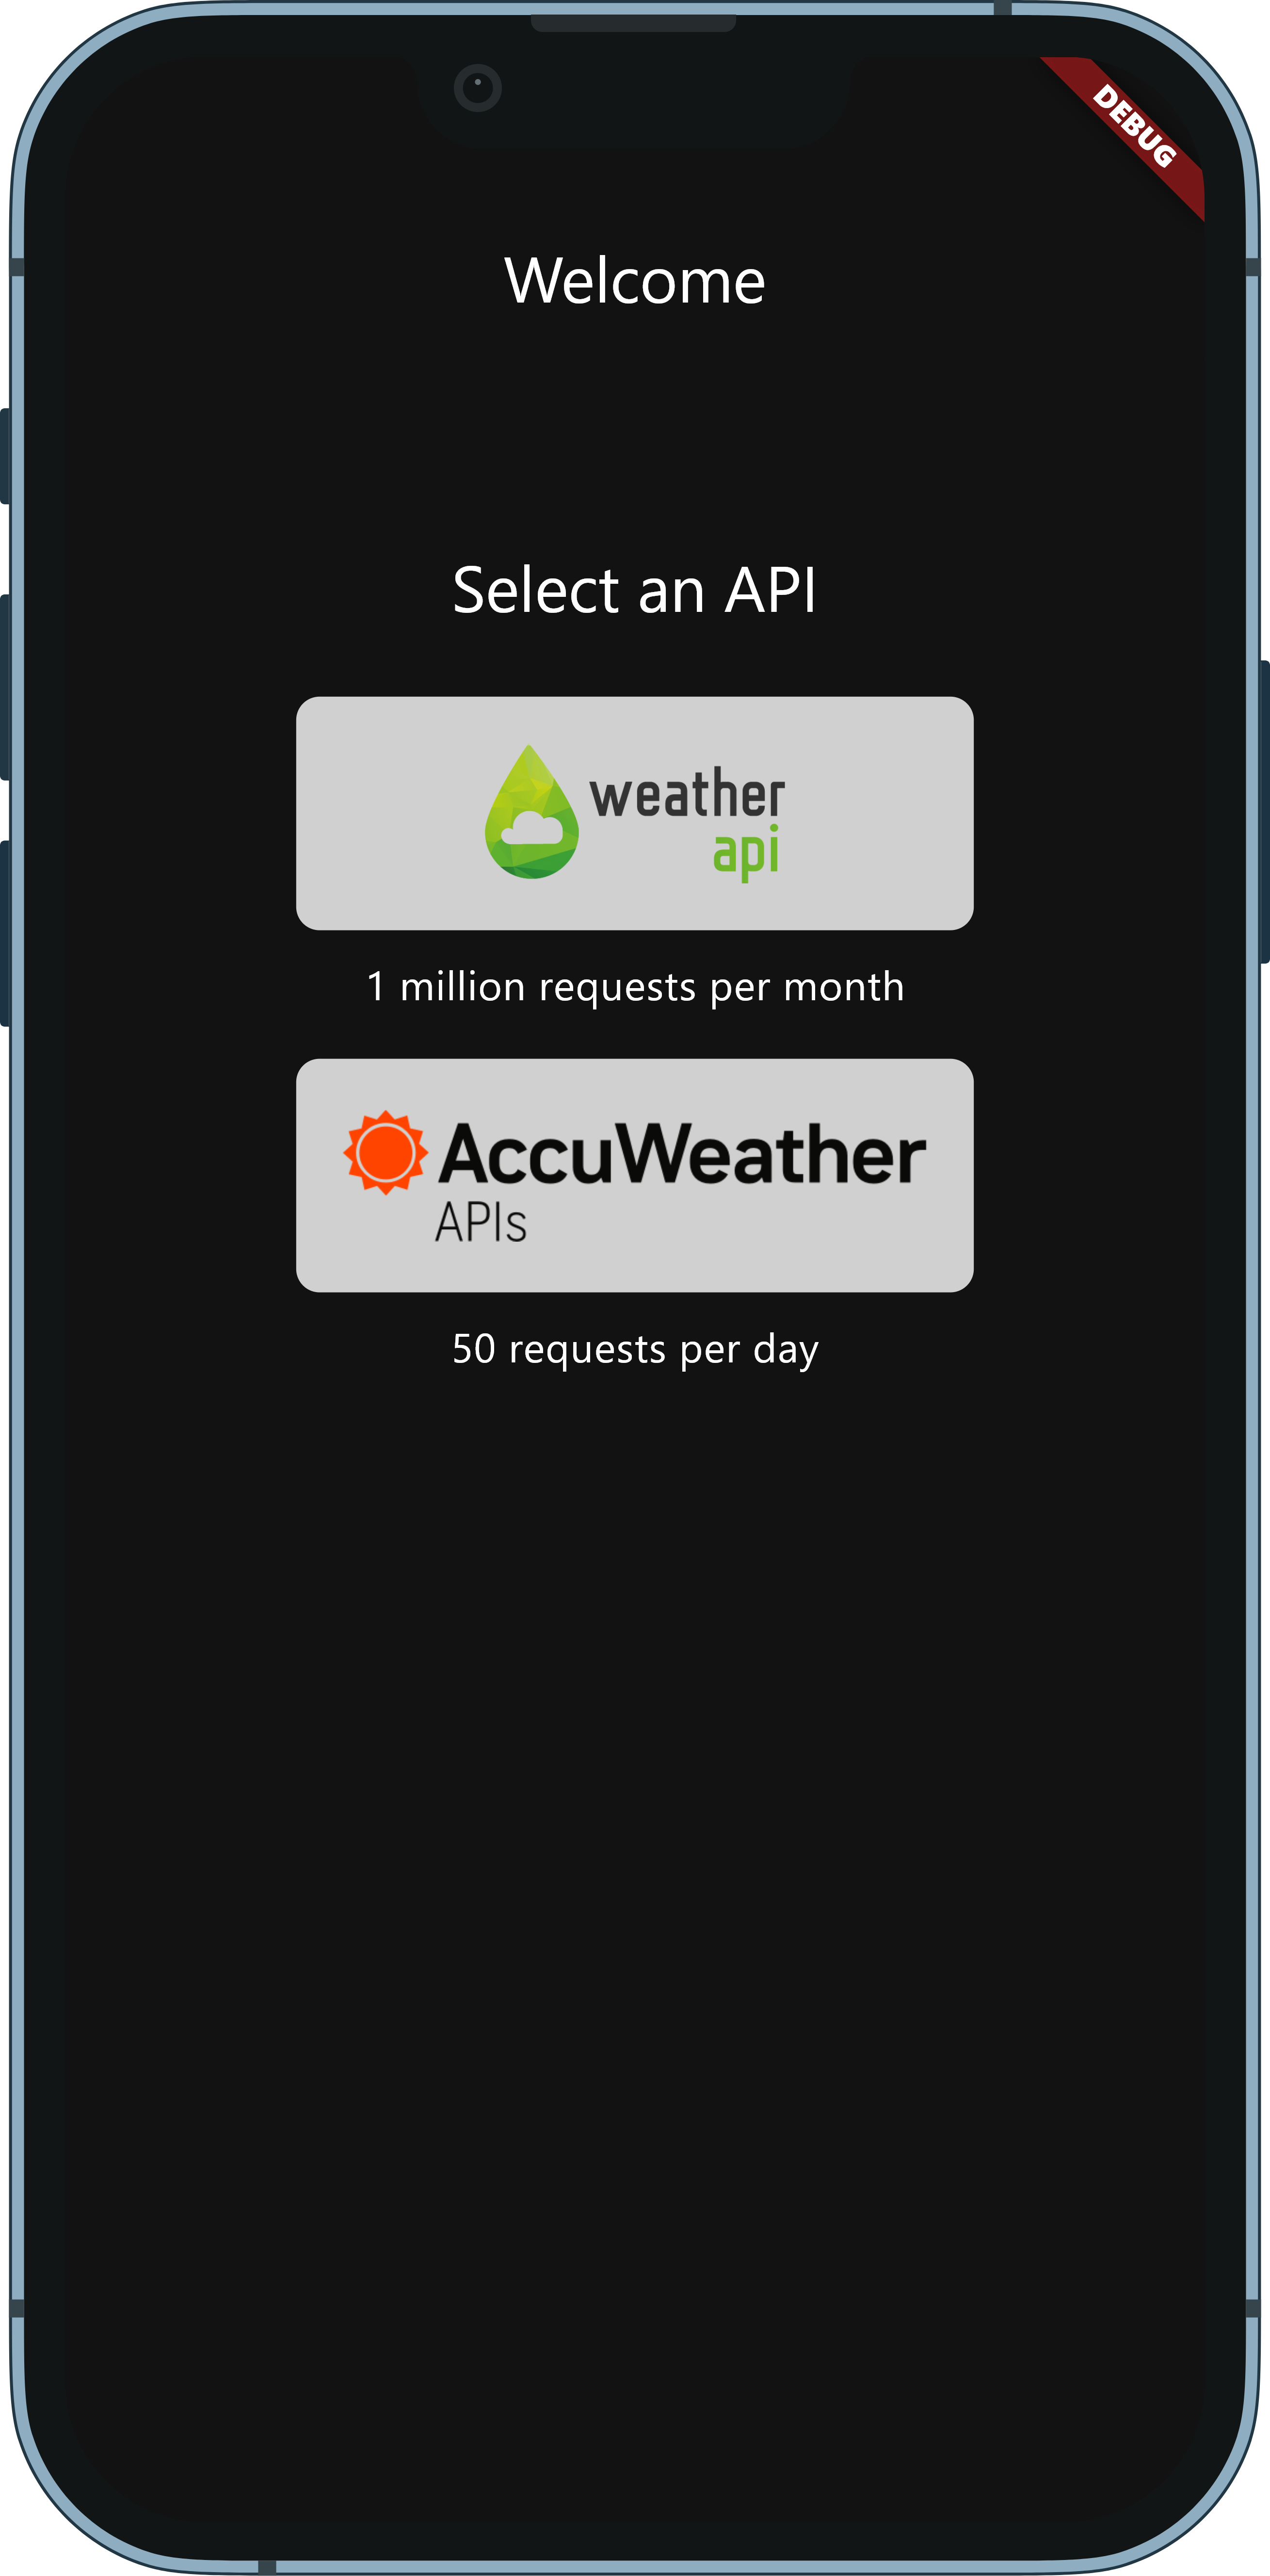 DEBUG
Welcome
Select an API
weather
api
1 million requests per month
AccuWeather
APIs
50 requests per day